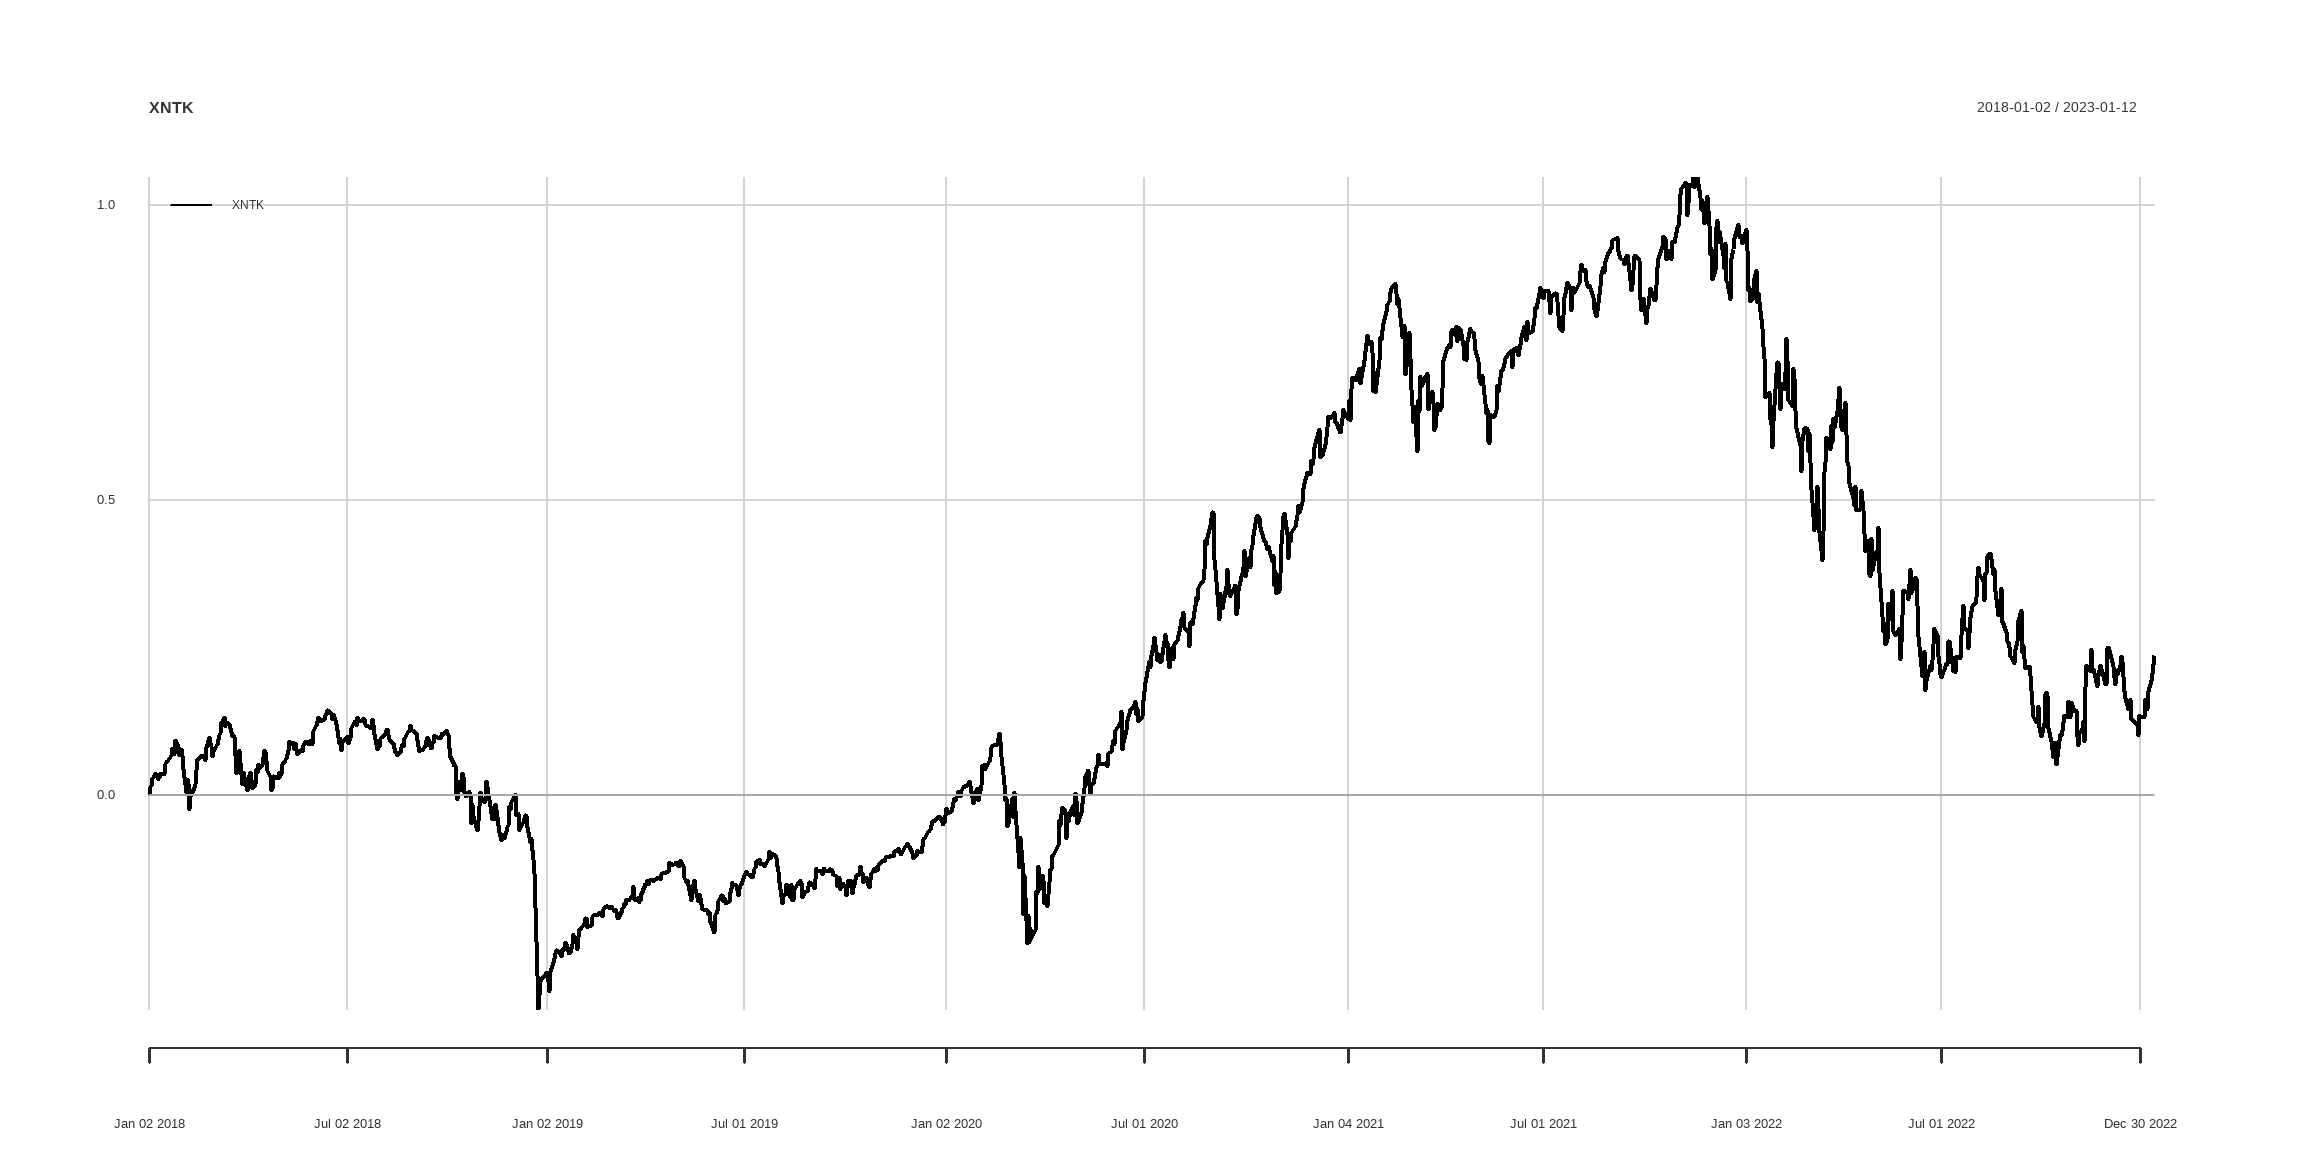 XNTK
2018-01-02 / 2023-01-12
XNTK
1.0
0.5
0.0
Jan 02 2018
Jul 02 2018
Jan 02 2019
Jul 01 2019
Jan 02 2020
Jul 01 2020
Jan 04 2021
Jul 01 2021
Jan 03 2022
Jul 01 2022
Dec 30 2022